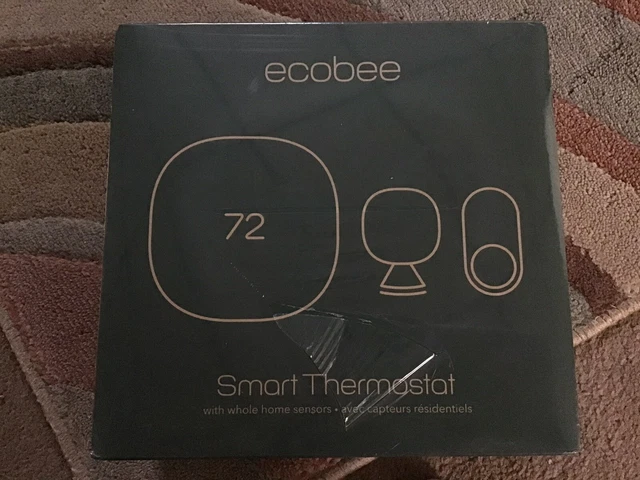 ecobee
72
Smart Thermostat
with whole home sensors • avec capteurs résidentiels